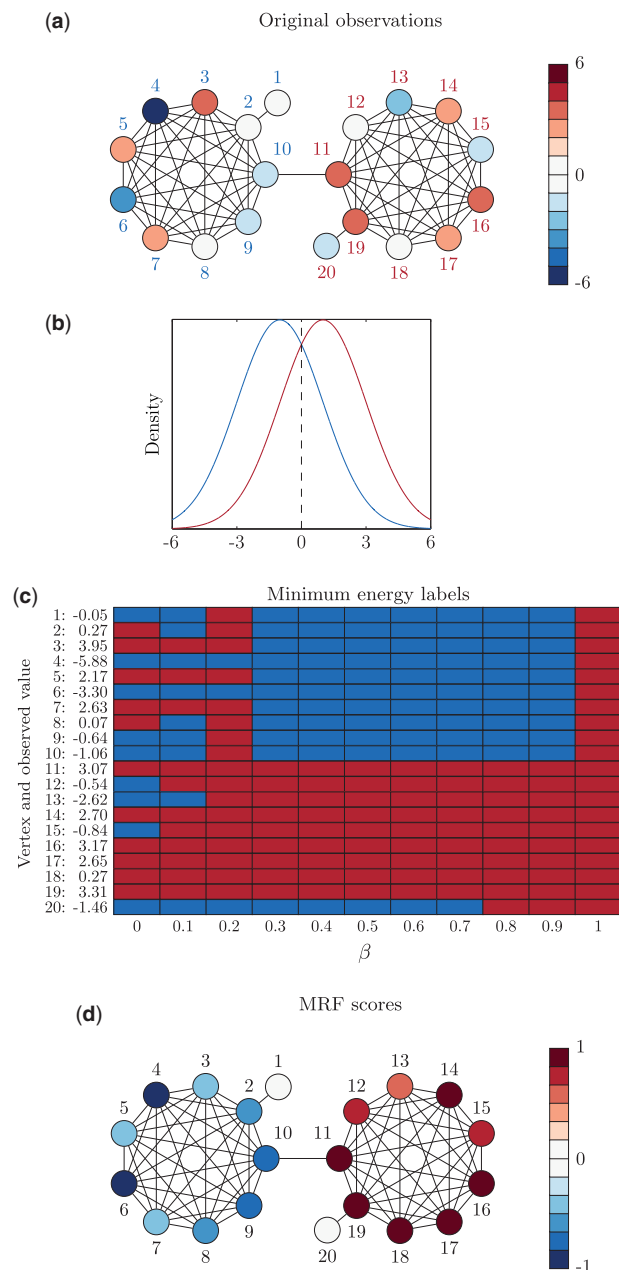 (a) Original observations
4 3 1 13 14
2 12
5 15
10 11
6 16
9 19
7 8 20 18 17
6
0
-6
(b)
Density
-6 -3 0 3 6
(c) Minimum energy labels
Vertex and observed value
1: -0.05
2: 0.27
3: 3.95
4: -5.88
5: 2.17
6: -3.30
7: 2.63
8: 0.07
9: -0.64
10: -1.06
11: 3.07
12: -0.54
13: -2.62
14: 2.70
15: -0.84
16: 3.17
17: 2.65
18: 0.27
19: 3.31
20: -1.46
0 0.1 0.2 0.3 0.4 0.5 0.6 0.7 0.8 0.9 1
β
(d) MRF scores
4 3 1 13 14
2 12
5 15
10 11
6 16
9 19
7 8 20 18 17
1
0
-1